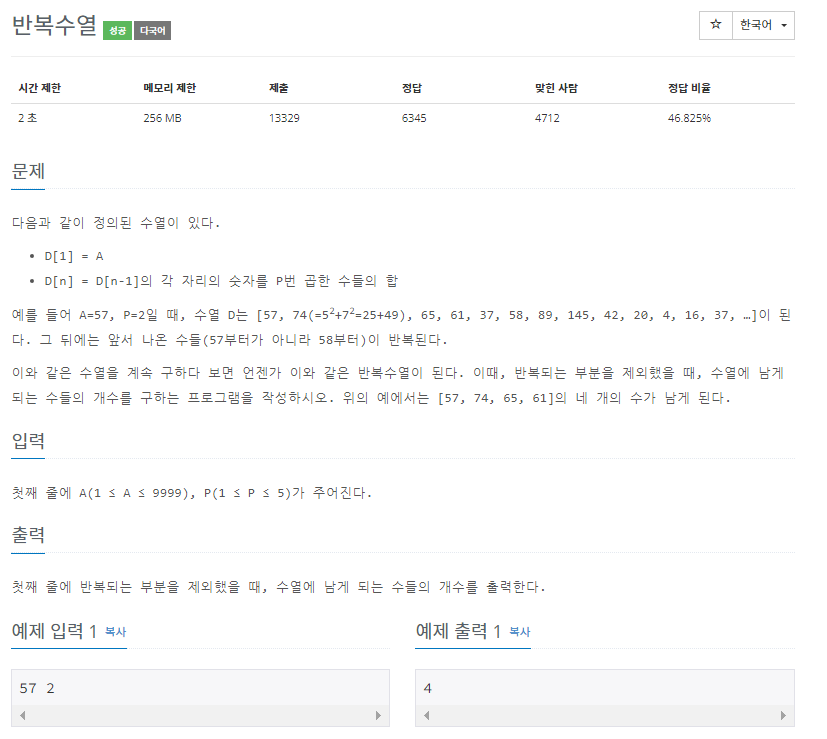 반복수열 성공 다국어 ☆ 한국어
시간 제한 메모리 제한 제출 정답 맞힌 사람 정답 비율
2 초 256 MB 13329 6345 4712 46.825%
문제
다음과 같이 정의된 수열이 있다.
• D[1] = A
• D[n] = D[n-1]의 각 자리의 숫자를 P번 곱한 수들의 합
예를 들어 A=57, P=2일 때, 수열 D는 [57, 74(=5²+7²=25+49), 65, 61, 37, 58, 89, 145, 42, 20, 4, 16, 37, …]이 된
다. 그 뒤에는 앞서 나온 수들(57부터가 아니라 58부터)이 반복된다.
이와 같은 수열을 계속 구하다 보면 언젠가 이와 같은 반복수열이 된다. 이때, 반복되는 부분을 제외했을 때, 수열에 남게
되는 수들의 개수를 구하는 프로그램을 작성하시오. 위의 예에서는 [57, 74, 65, 61]의 네 개의 수가 남게 된다.
입력
첫째 줄에 A(1 ≤ A ≤ 9999), P(1 ≤ P ≤ 5)가 주어진다.
출력
첫째 줄에 반복되는 부분을 제외했을 때, 수열에 남게 되는 수들의 개수를 출력한다.
예제 입력 1 복사 예제 출력 1 복사
57 2 4